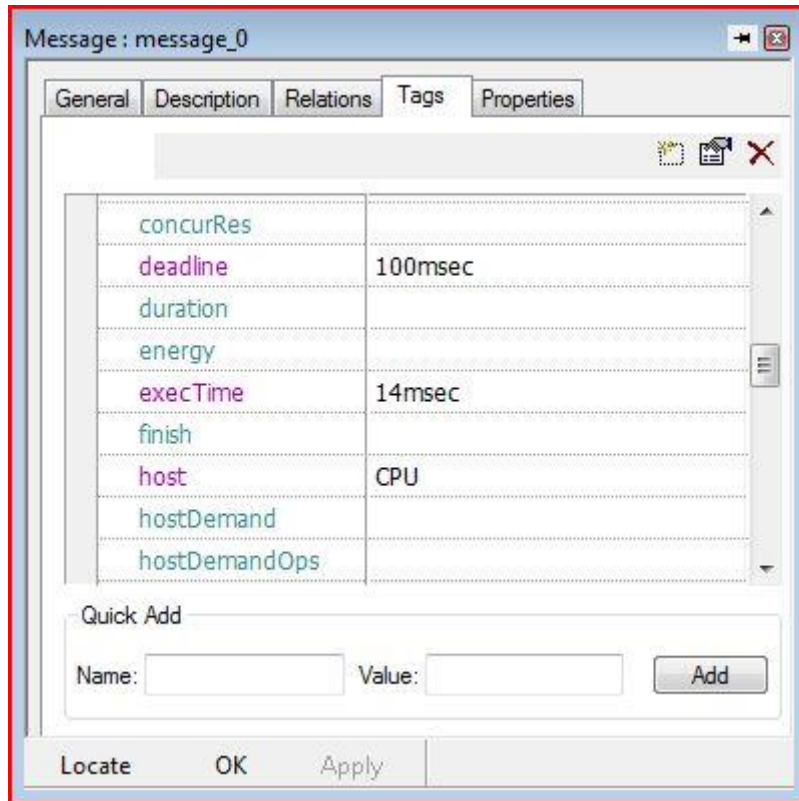 Message : message_0
General Description Relations Tags Properties
concurRes
deadline 100msec
duration
energy
execTime 14msec
finish
host CPU
hostDemand
hostDemandOps
Quick Add
Name: Value: Add
Locate OK Apply